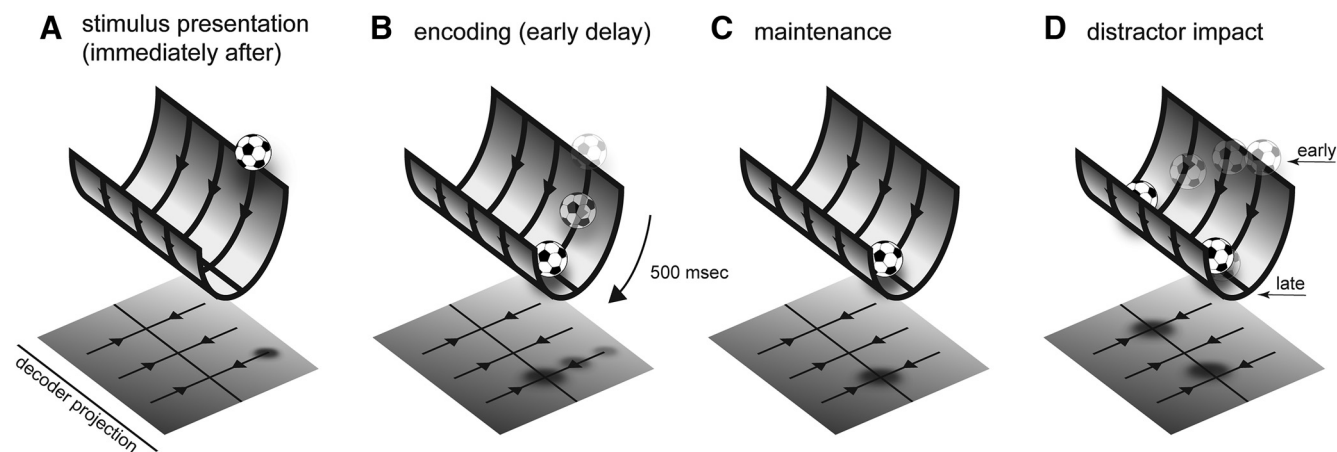 A stimulus presentation
(immediately after)
B encoding (early delay)
C maintenance
D distractor impact
early
500 msec
late
decoder projection